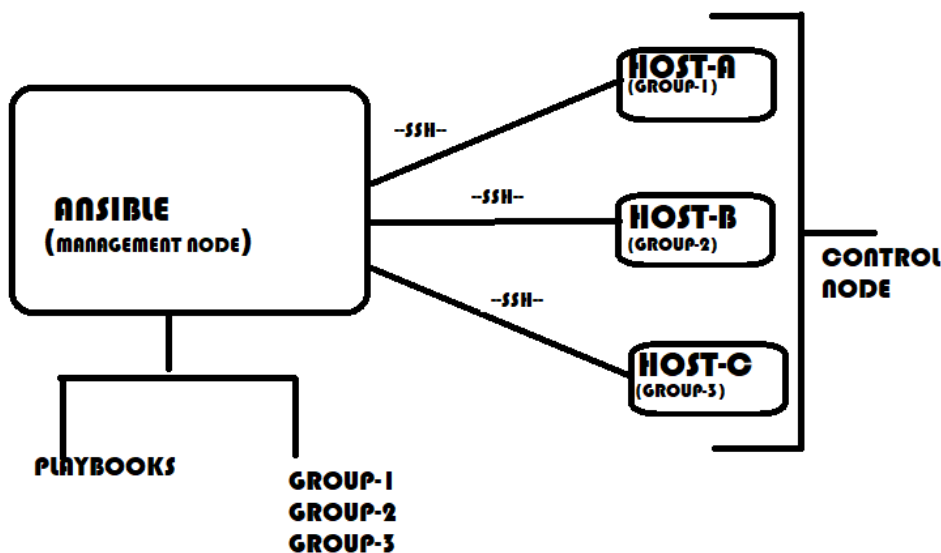 HOST-A
(GROUP-1)
--SSH--
ANSIBLE
(MANAGEMENT NODE)
--SSH--
HOST-B
(GROUP-2)
CONTROL
NODE
--SSH--
HOST-C
(GROUP-3)
PLAYBOOKS
GROUP-1
GROUP-2
GROUP-3